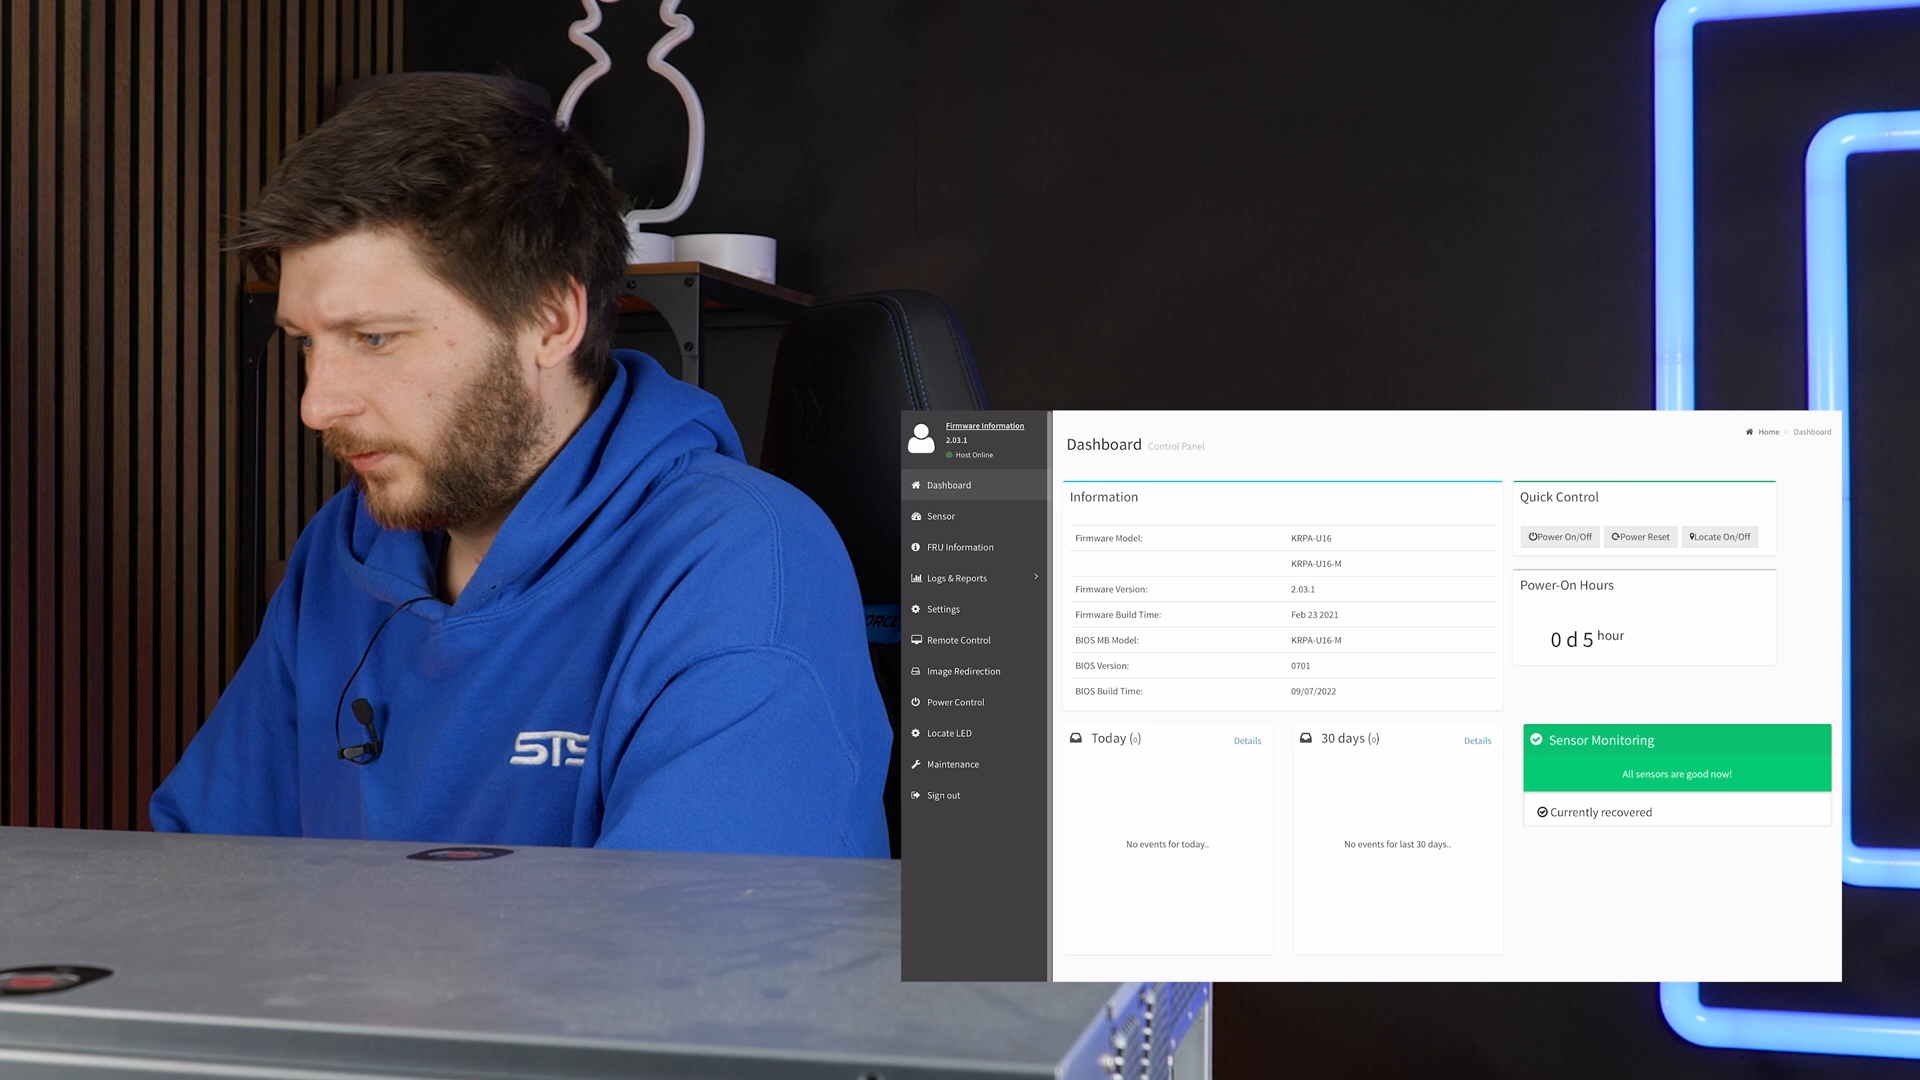 STS
ORCE
Firmware Information
2.03.1
Host Online
Dashboard
Sensor
FRU Information
Logs & Reports
Settings
Remote Control
Image Redirection
Power Control
Locate LED
Maintenance
Sign out
Dashboard Control Panel
Home > Dashboard
Information
Firmware Model: KRPA-U16
KRPA-U16-M
Firmware Version: 2.03.1
Firmware Build Time: Feb 23 2021
BIOS MB Model: KRPA-U16-M
BIOS Version: 0701
BIOS Build Time: 09/07/2022
Quick Control
Power On/Off Power Reset Locate On/Off
Power-On Hours
0 d 5 hour
Today (0) Details
No events for today..
30 days (0) Details
No events for last 30 days..
Sensor Monitoring
All sensors are good now!
Currently recovered